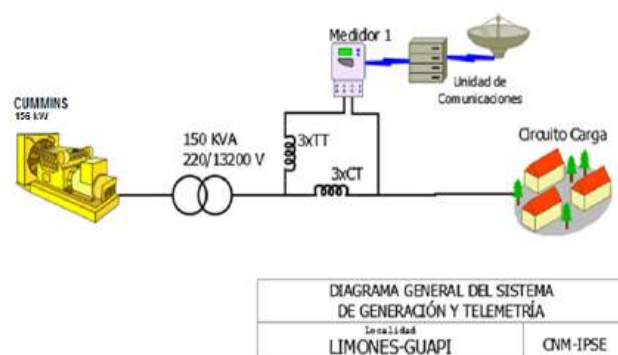 Medidor 1
Unidad de
Comunicaciones
CUMMINS
156 kW
150 KVA
220/13200 V
3xTT
3xCT
Circuito Carga
DIAGRAMA GENERAL DEL SISTEMA
DE GENERACIÓN Y TELEMETRÍA
Localidad
LIMONES-GUAPI
CNM-IPSE